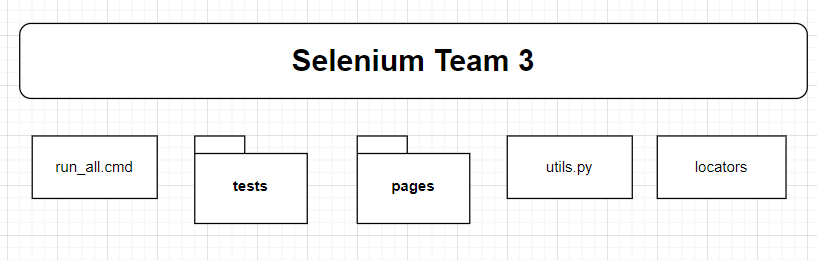 Selenium Team 3
run_all.cmd
tests
pages
utils.py
locators